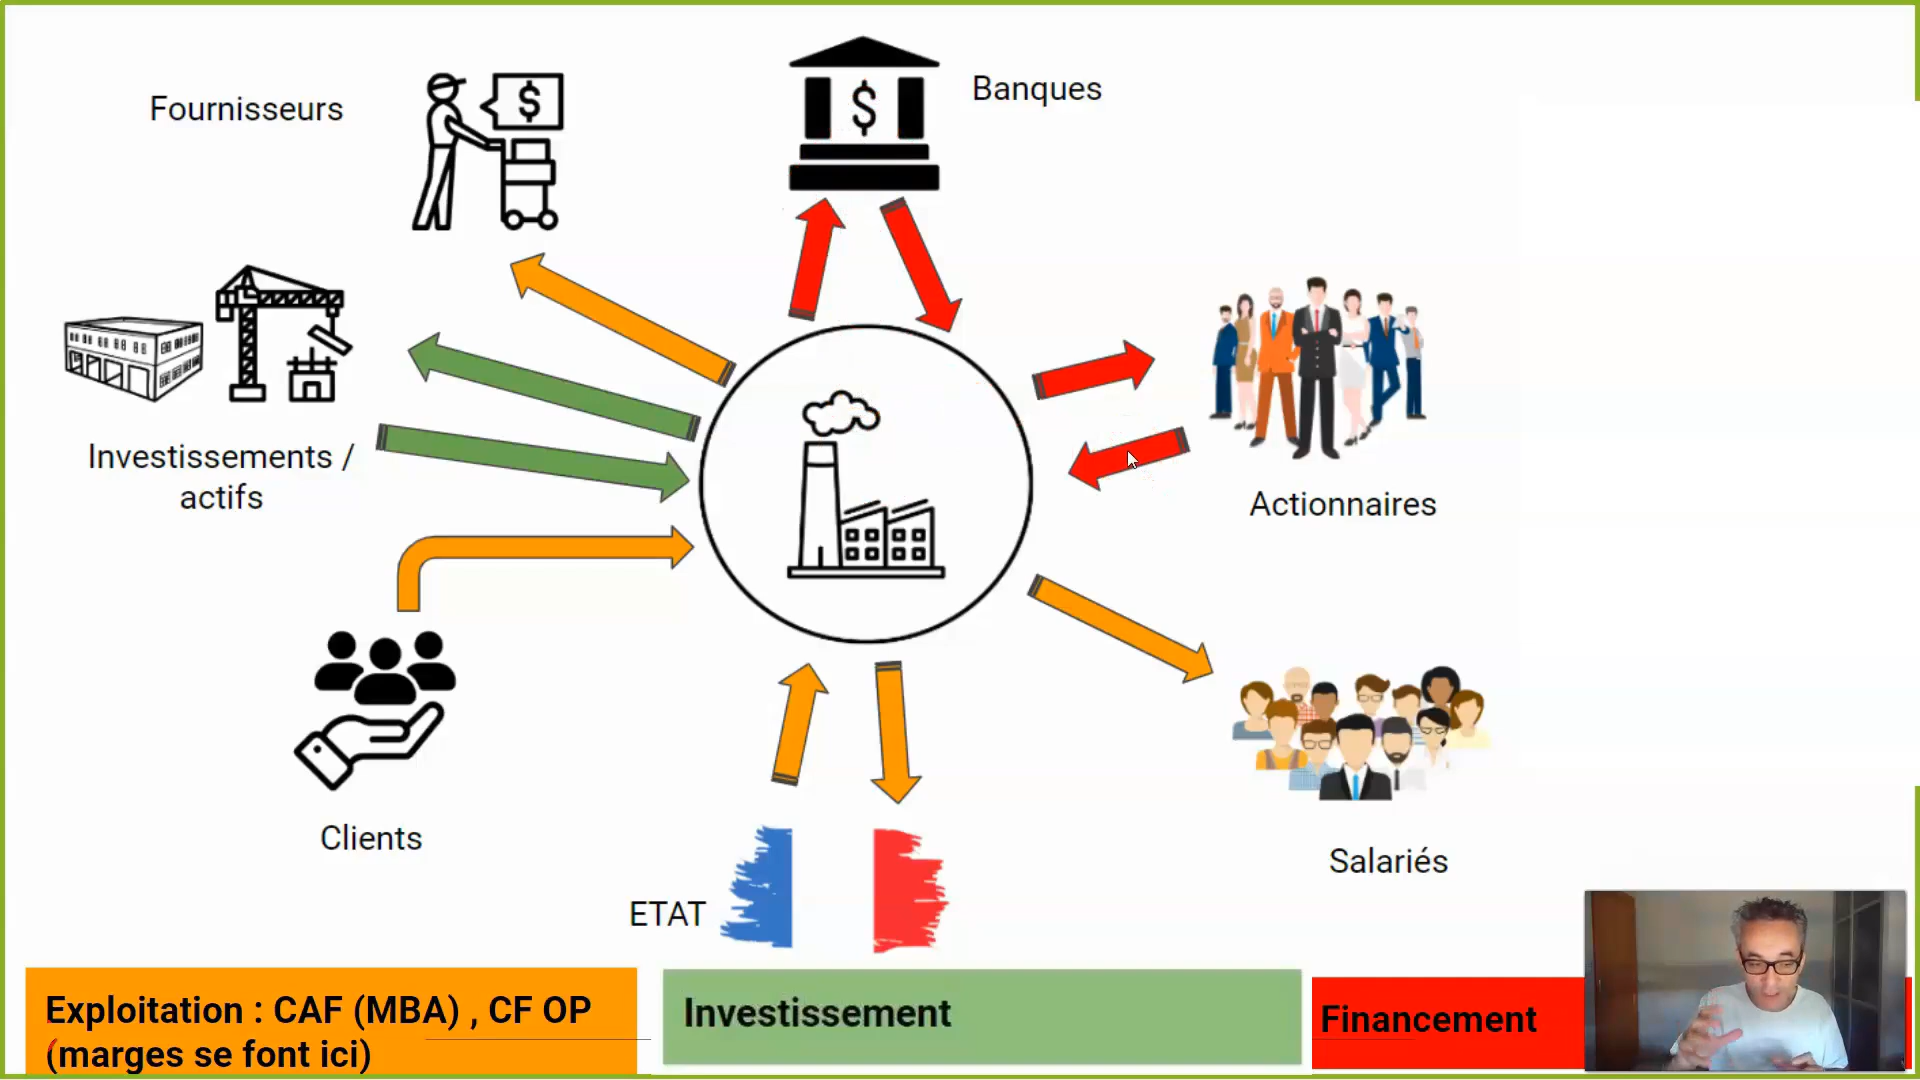 Banques
Fournisseurs
$
$
Investissements /
actifs
Actionnaires
Clients
Salariés
ETAT
Exploitation : CAF (MBA) , CF OP
(marges se font ici)
Investissement
Financement